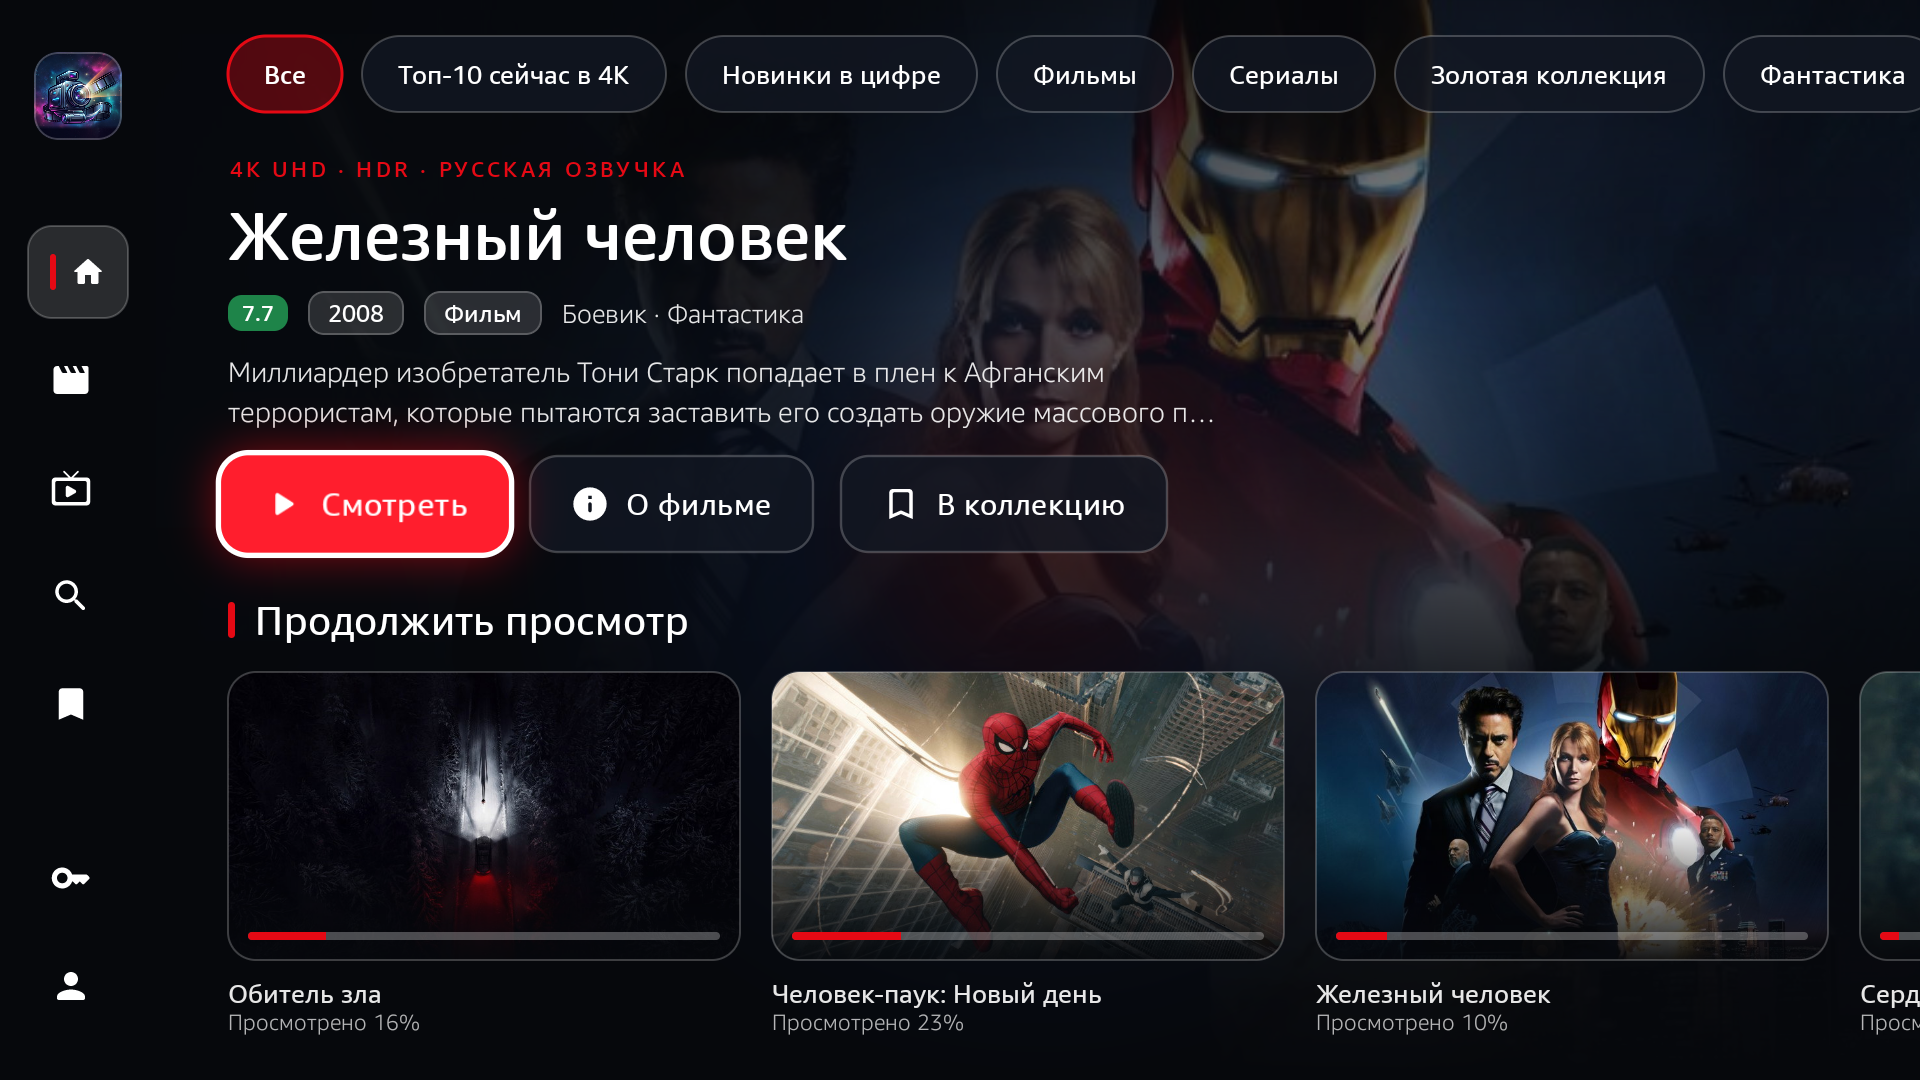 Все
Топ-10 сейчас в 4K
Новинки в цифре
Фильмы
Сериалы
Золотая коллекция
Фантастика
4K UHD · HDR · РУССКАЯ ОЗВУЧКА
Железный человек
7.7
2008
Фильм
Боевик · Фантастика
Миллиардер изобретатель Тони Старк попадает в плен к Афганским
террористам, которые пытаются заставить его создать оружие массового п...
Смотреть
О фильме
В коллекцию
Продолжить просмотр
Обитель зла
Просмотрено 16%
Человек-паук: Новый день
Просмотрено 23%
Железный человек
Просмотрено 10%